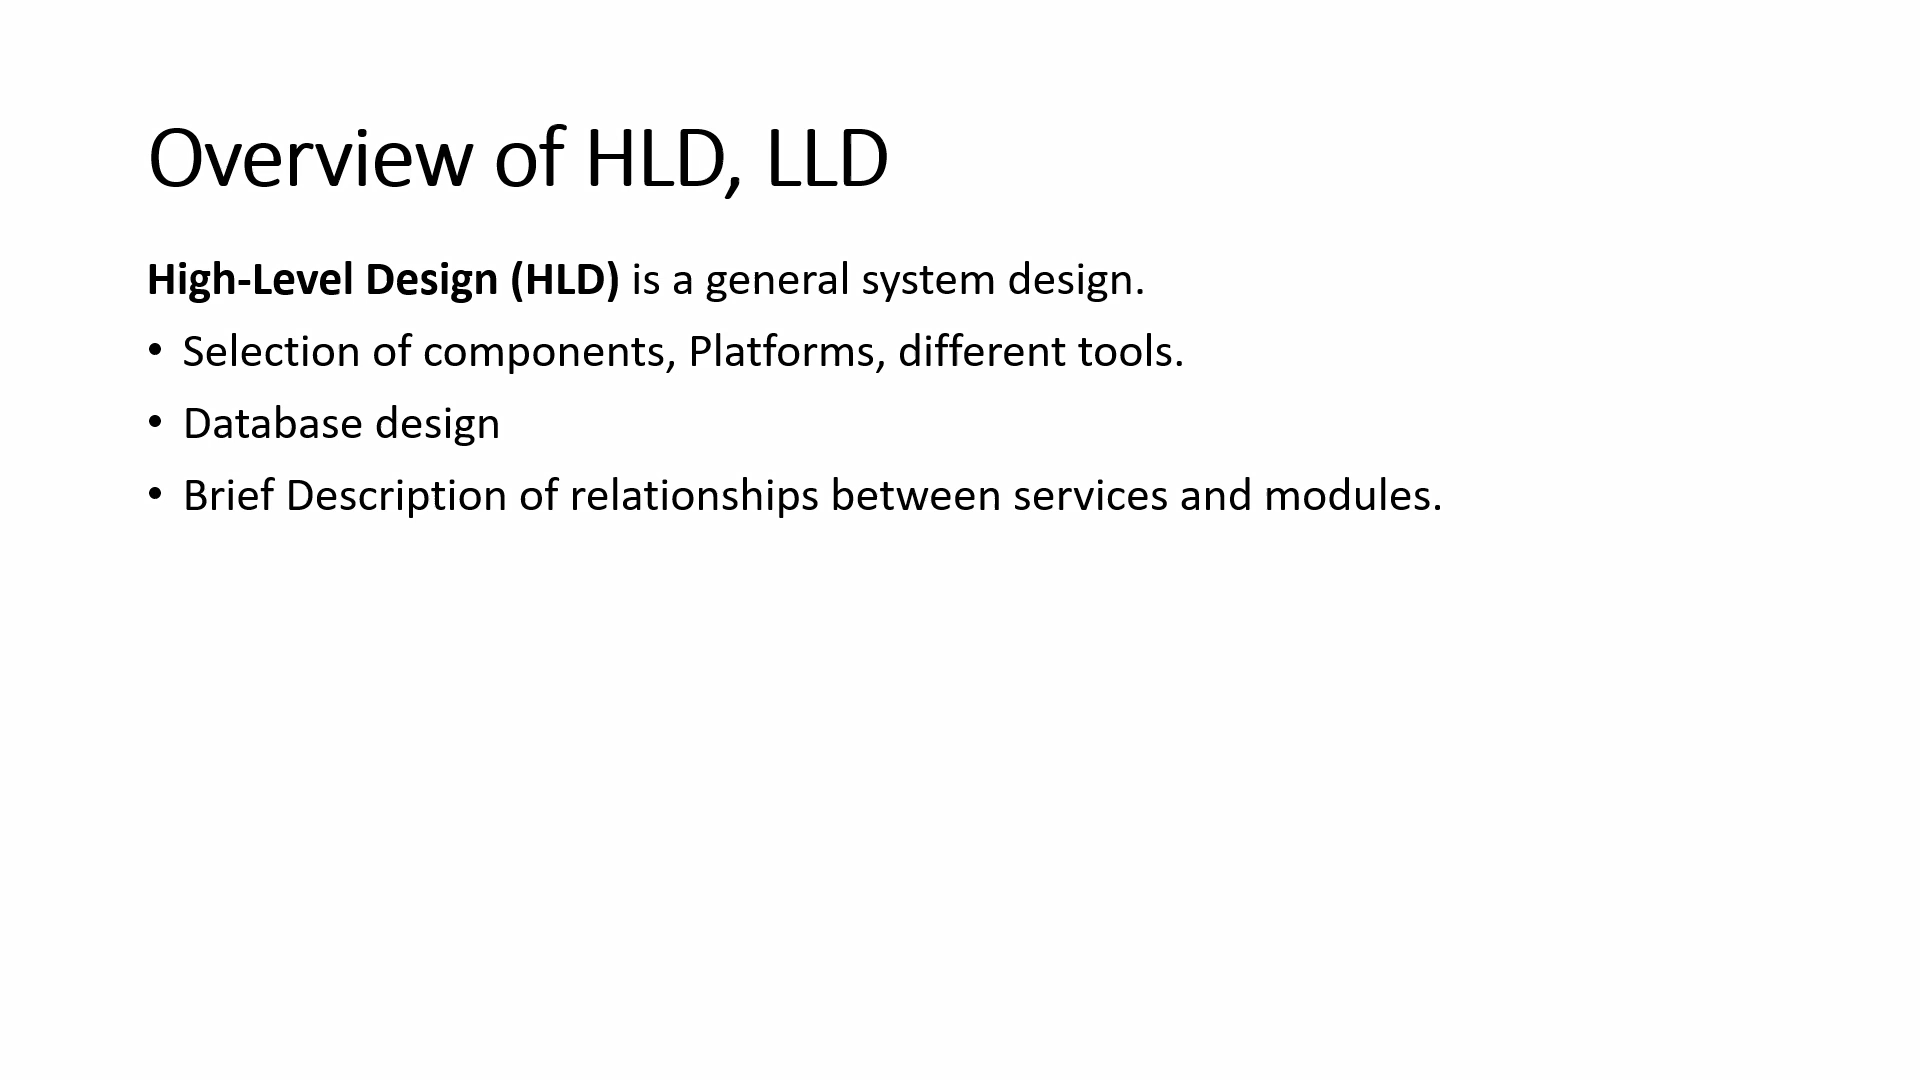 Overview of HLD, LLD
High-Level Design (HLD) is a general system design.
• Selection of components, Platforms, different tools.
• Database design
• Brief Description of relationships between services and modules.